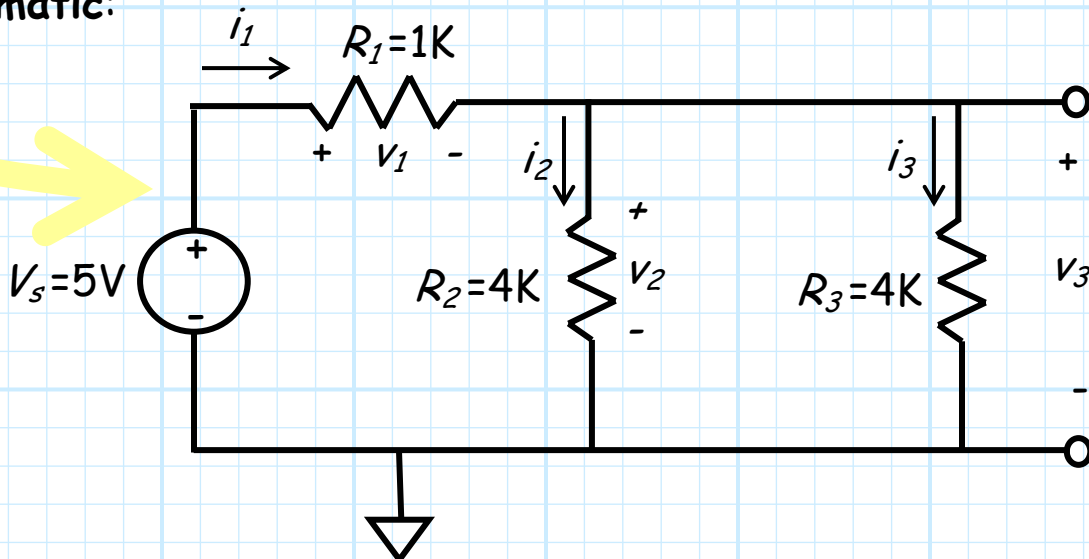 matic:
i₁
R₁=1K
+ v₁ -
i₂
i₃
+
+
+
Vₛ=5V
R₂=4K
v₂
R₃=4K
v₃
-
-
-